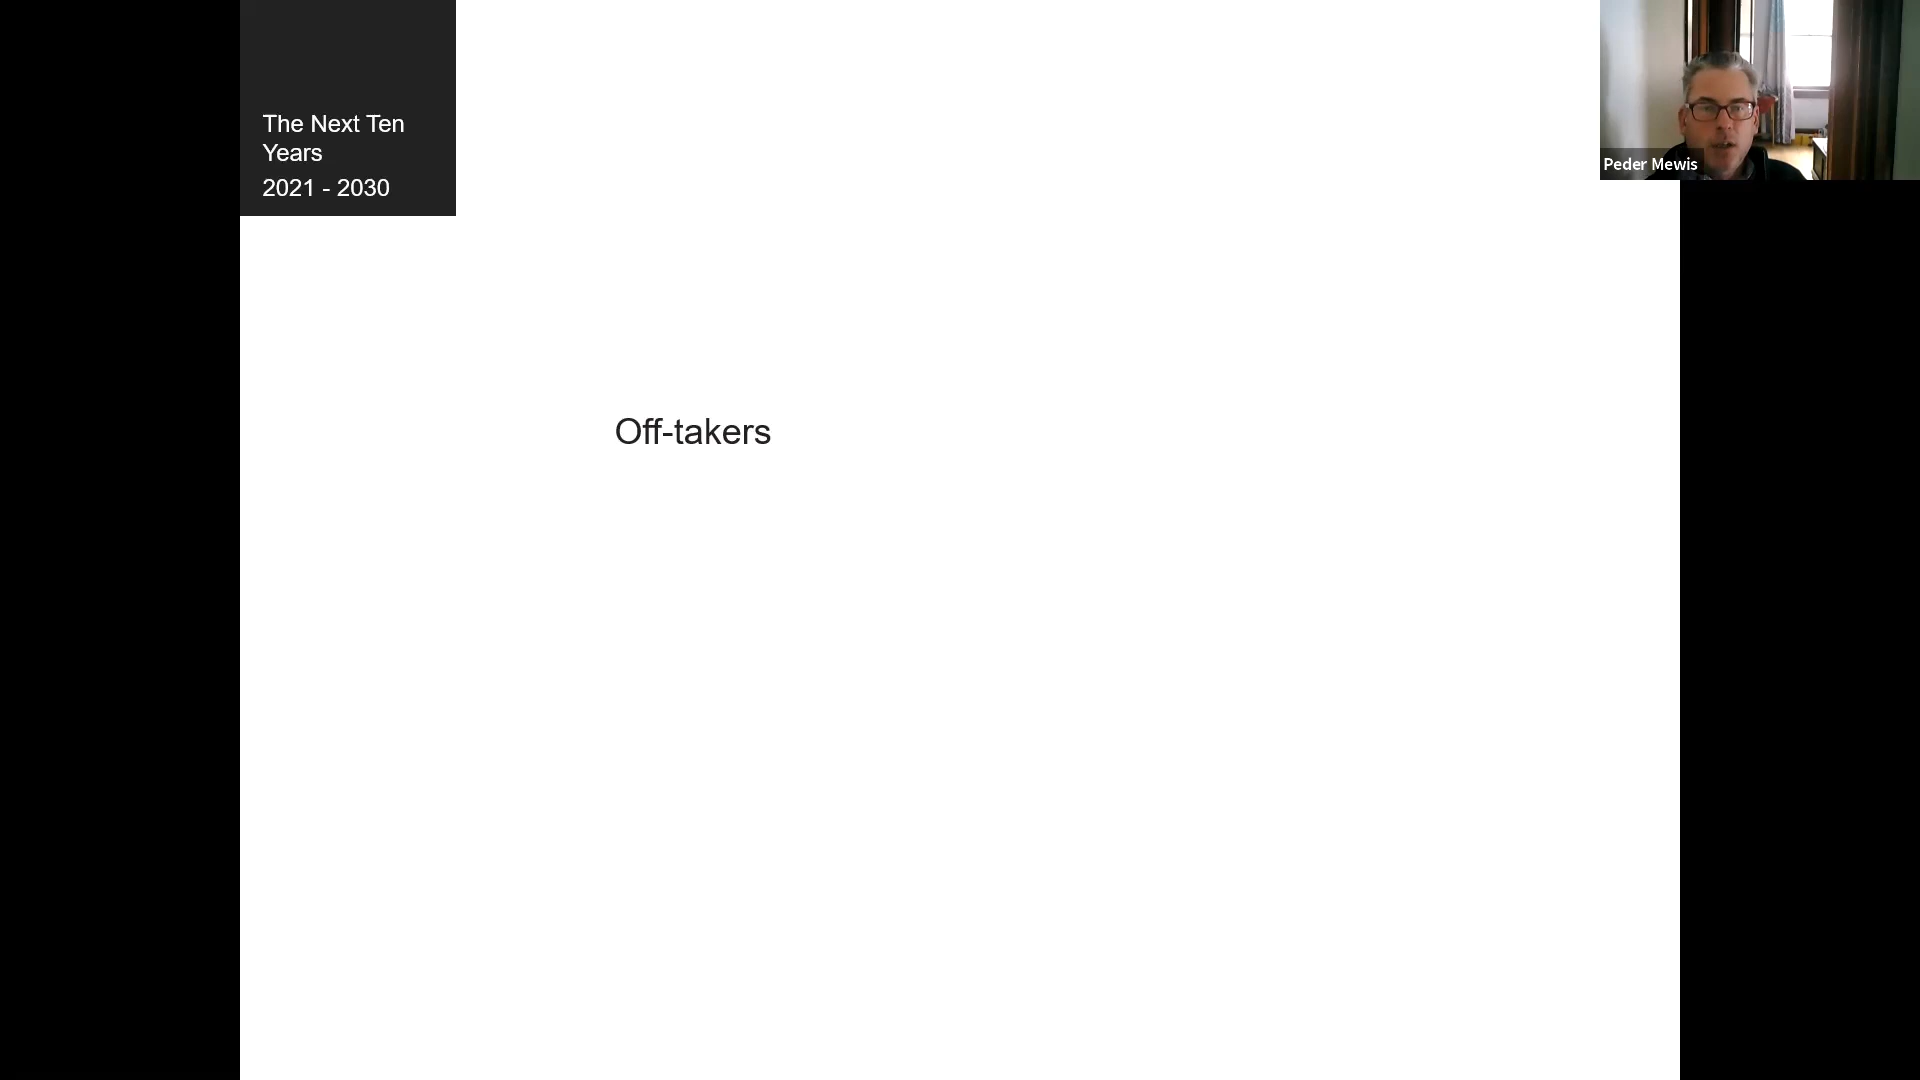 The Next Ten
Years
2021 - 2030
Peder Mewis
Off-takers